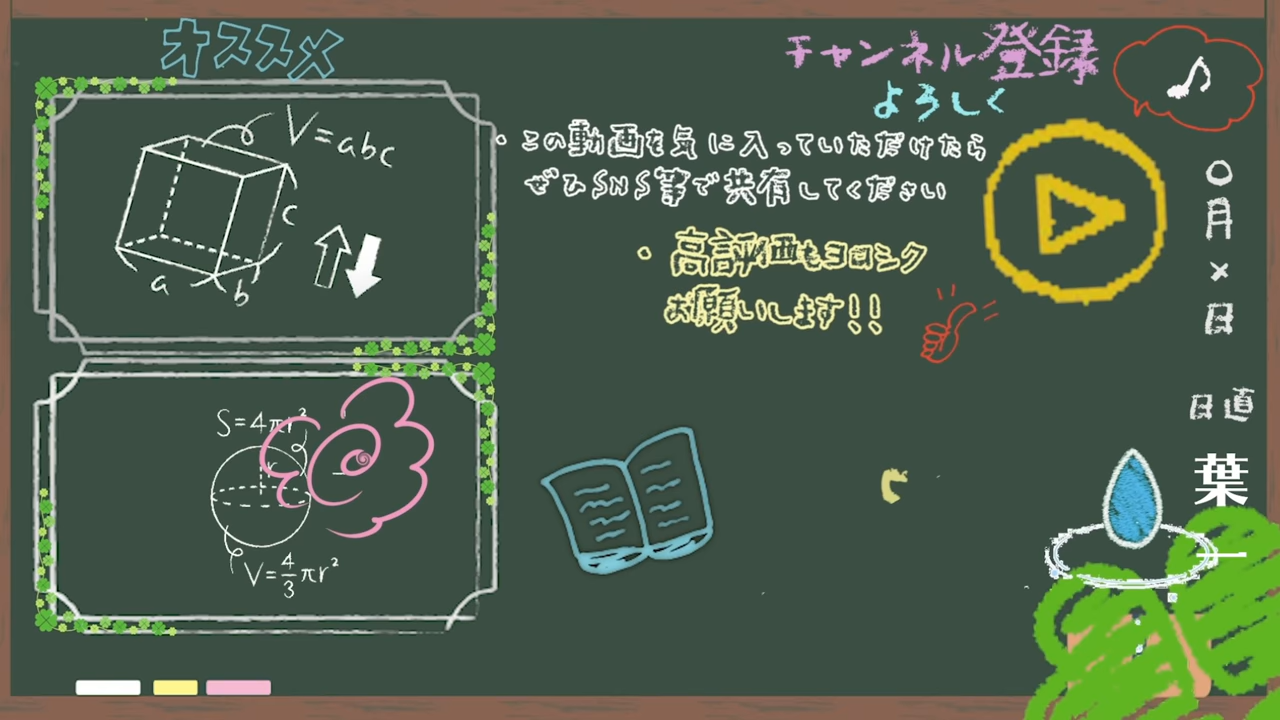 オススメ
V=abc
c
a
b
S=4πr²
r
V=4/3πr²
チャンネル登録
よろしく
・この動画を気に入っていただけたら
ぜひSNS等で共有してください
・高評価もヨロシク
お願いします!!
〇月×日
日直
葉一